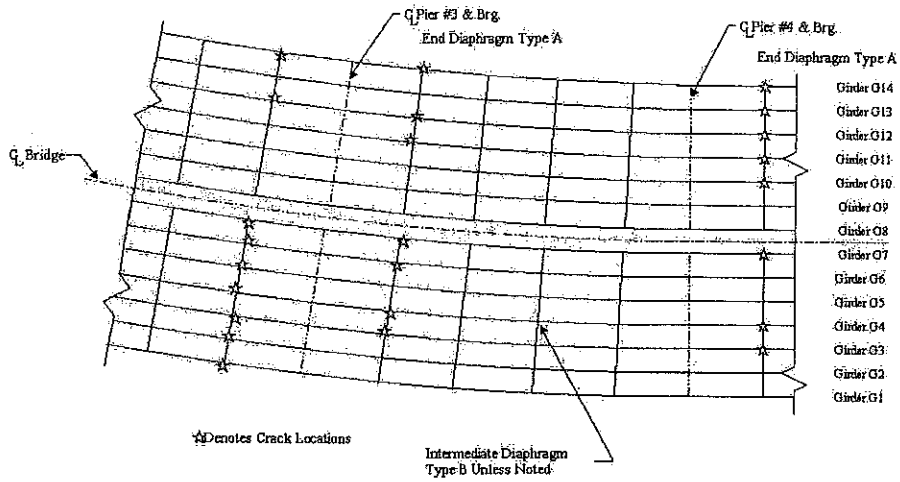 ℄ Pier #3 & Brg.
End Diaphragm Type A
℄ Pier #4 & Brg.
End Diaphragm Type A
℄ Bridge
Girder G14
Girder G13
Girder G12
Girder G11
Girder G10
Girder G9
Girder G8
Girder G7
Girder G6
Girder G5
Girder G4
Girder G3
Girder G2
Girder G1
☆Denotes Crack Locations
Intermediate Diaphragm
Type B Unless Noted